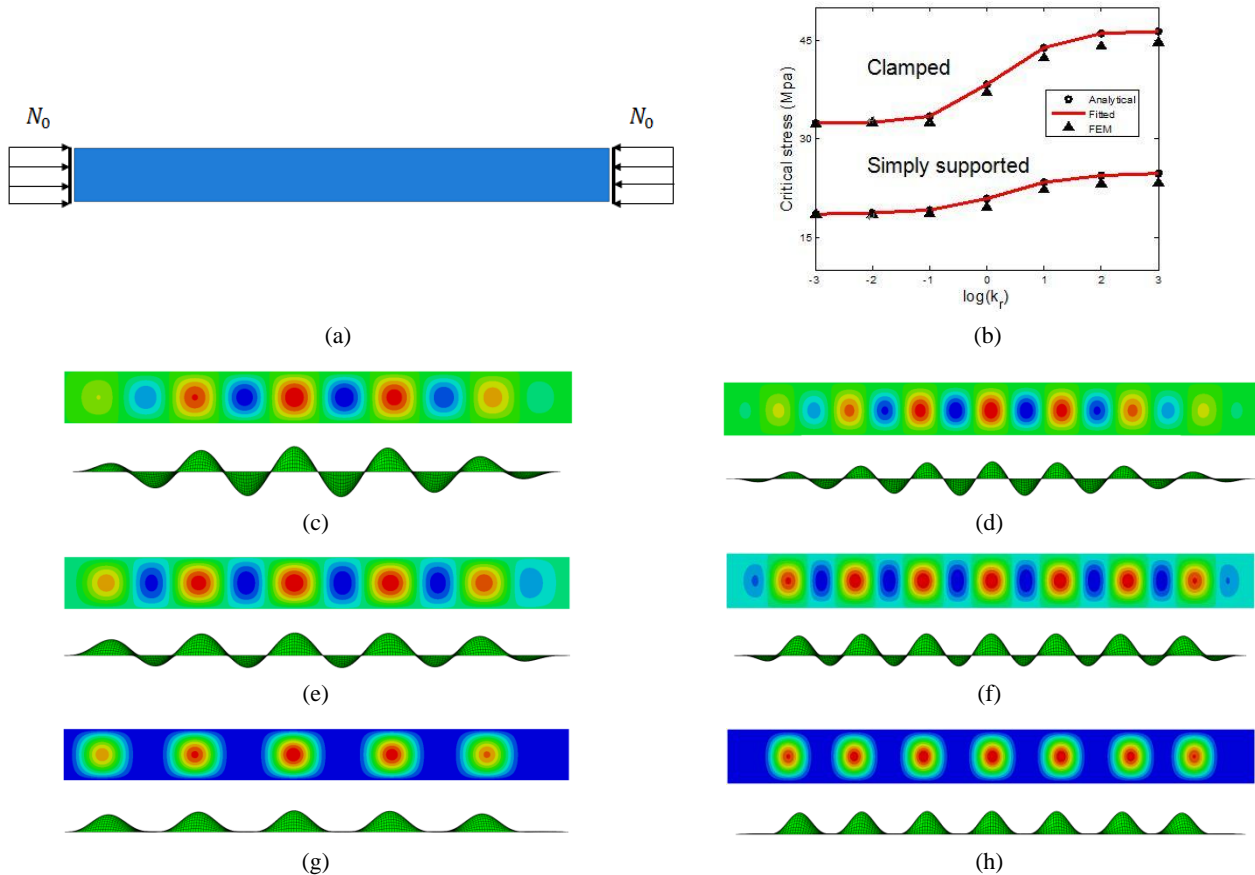 N₀
N₀
(a)
Critical stress (Mpa)
45
30
15
Clamped
Simply supported
Analytical
Fitted
FEM
-3 -2 -1 0 1 2 3
log(kᵣ)
(b)
(c)
(d)
(e)
(f)
(g)
(h)